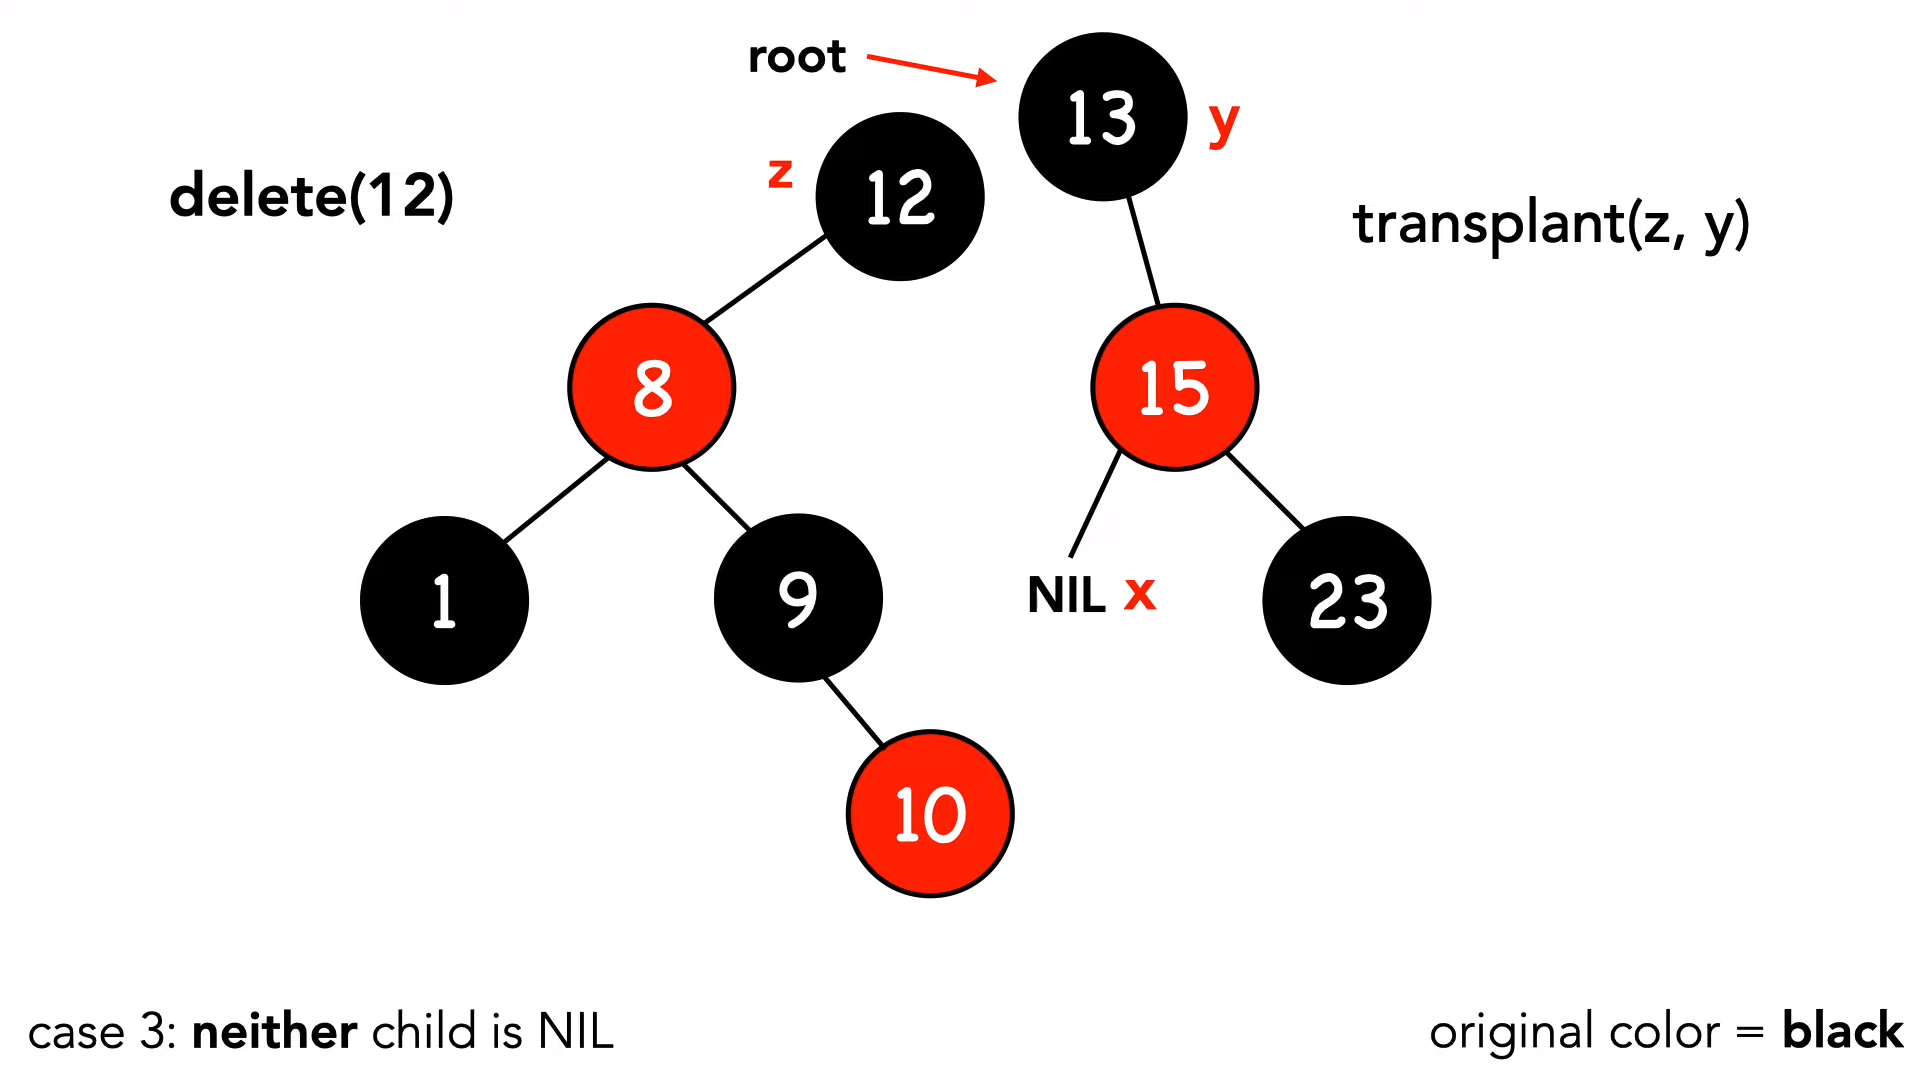 root
13
y
z
12
delete(12)
transplant(z, y)
8
15
1
9
NIL x
23
10
case 3: neither child is NIL
original color = black